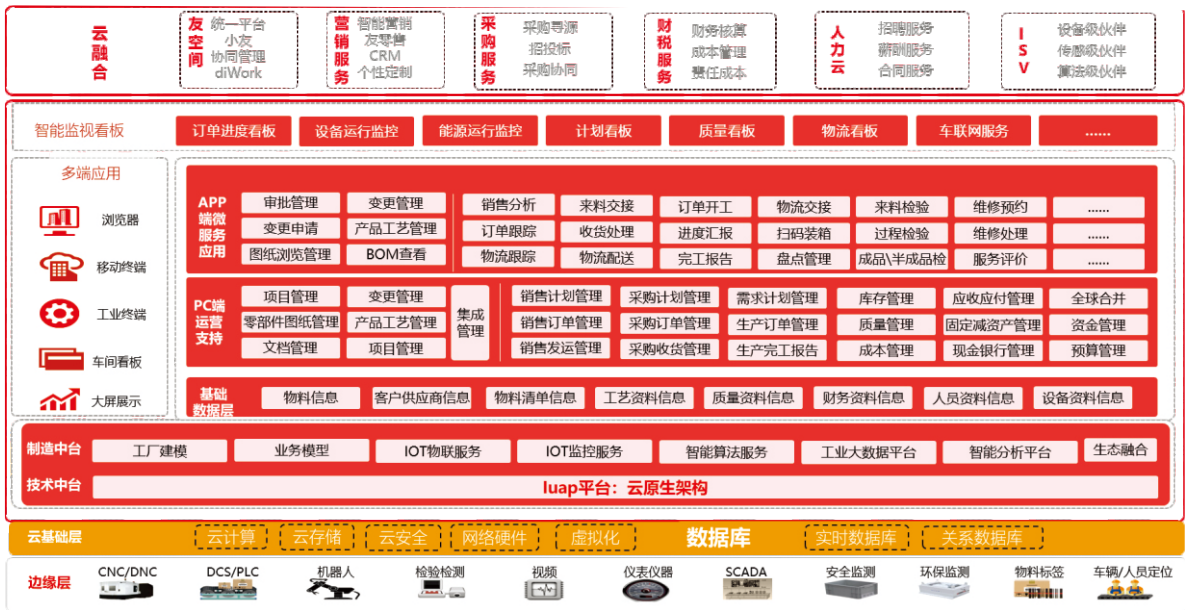 云融合
友空间
统一平台
小友
协同管理
diWork
营销服务
智能营销
友零售
CRM
个性定制
采购服务
采购寻源
招投标
采购协同
财税服务
财务核算
成本管理
责任成本
人力云
招聘服务
薪酬服务
合同服务
ISV
设备级伙伴
传感级伙伴
算法级伙伴
智能监视看板
订单进度看板
设备运行监控
能源运行监控
计划看板
质量看板
物流看板
车联网服务
......
多端应用
浏览器
移动终端
工业终端
车间看板
大屏展示
APP端微服务应用
审批管理 变更管理 销售分析 来料交接 订单开工 物流交接 来料检验 维修预约 ......
变更申请 产品工艺管理 订单跟踪 收货处理 进度汇报 扫码装箱 过程检验 维修处理 ......
图纸浏览管理 BOM查看 物流跟踪 物流配送 完工报告 盘点管理 成品\半成品检 服务评价 ......
PC端运营支持
项目管理 变更管理
零部件图纸管理 产品工艺管理
文档管理 项目管理
集成管理
销售计划管理 采购计划管理 需求计划管理 库存管理 应收应付管理 全球合并
销售订单管理 采购订单管理 生产订单管理 质量管理 固定减资产管理 资金管理
销售发运管理 采购收货管理 生产完工报告 成本管理 现金银行管理 预算管理
基础数据层
物料信息 客户供应商信息 物料清单信息 工艺资料信息 质量资料信息 财务资料信息 人员资料信息 设备资料信息
制造中台 工厂建模 业务模型 IOT物联服务 IOT监控服务 智能算法服务 工业大数据平台 智能分析平台 生态融合
技术中台 Iuap平台：云原生架构
云基础层 云计算 云存储 云安全 网络硬件 虚拟化 数据库 实时数据库 关系数据库
边缘层 CNC/DNC DCS/PLC 机器人 检验检测 视频 仪表仪器 SCADA 安全监测 环保监测 物料标签 车辆/人员定位